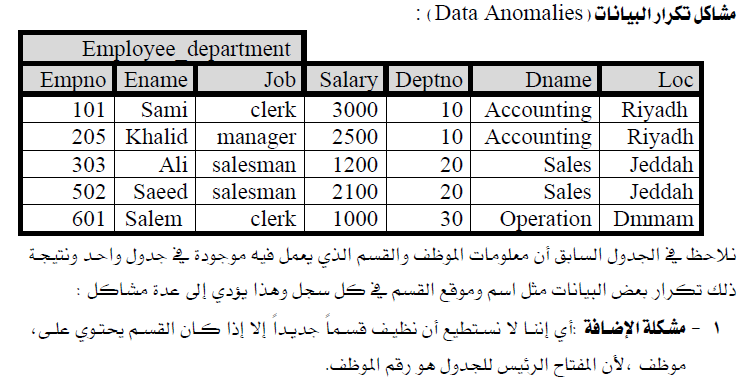 مشاكل تكرار البيانات (Data Anomalies) :
Employee_department
Empno Ename Job Salary Deptno Dname Loc
101 Sami clerk 3000 10 Accounting Riyadh
205 Khalid manager 2500 10 Accounting Riyadh
303 Ali salesman 1200 20 Sales Jeddah
502 Saeed salesman 2100 20 Sales Jeddah
601 Salem clerk 1000 30 Operation Dmmam
نلاحظ في الجدول السابق أن معلومات الموظف والقسم الذي يعمل فيه موجودة في جدول واحد ونتيجة
ذلك تكرار بعض البيانات مثل اسم وموقع القسم في كل سجل وهذا يؤدي إلى عدة مشاكل :
١ - مشكلة الإضافة :أي إننا لا نستطيع أن نظيف قسماً جديداً إلا إذا كان القسم يحتوي على،
موظف ،لأن المفتاح الرئيس للجدول هو رقم الموظف.